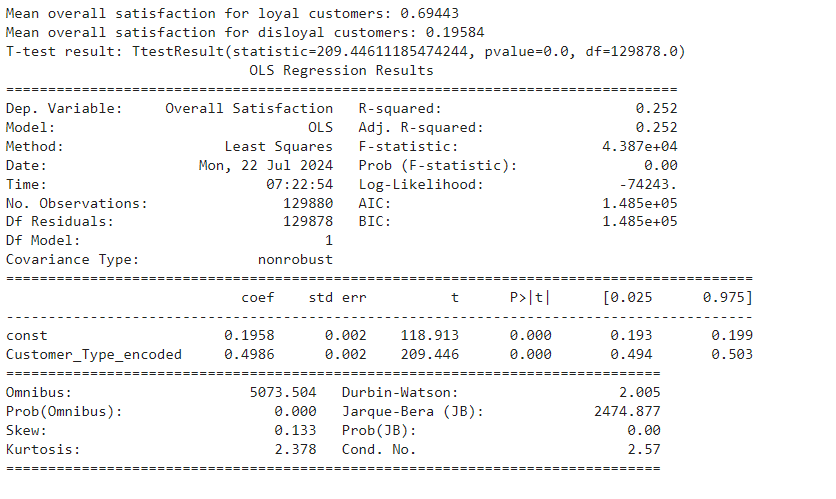 Mean overall satisfaction for loyal customers: 0.69443
Mean overall satisfaction for disloyal customers: 0.19584
T-test result: TtestResult(statistic=209.44611185474244, pvalue=0.0, df=129878.0)
                            OLS Regression Results
================================================================================
Dep. Variable:     Overall Satisfaction   R-squared:                       0.252
Model:                              OLS   Adj. R-squared:                  0.252
Method:                   Least Squares   F-statistic:                 4.387e+04
Date:                  Mon, 22 Jul 2024   Prob (F-statistic):               0.00
Time:                          07:22:54   Log-Likelihood:                -74243.
No. Observations:                129880   AIC:                         1.485e+05
Df Residuals:                    129878   BIC:                         1.485e+05
Df Model:                             1
Covariance Type:              nonrobust
=========================================================================================
                            coef    std err          t      P>|t|      [0.025      0.975]
-----------------------------------------------------------------------------------------
const                     0.1958      0.002    118.913      0.000       0.193       0.199
Customer_Type_encoded     0.4986      0.002    209.446      0.000       0.494       0.503
==============================================================================
Omnibus:                     5073.504   Durbin-Watson:                   2.005
Prob(Omnibus):                  0.000   Jarque-Bera (JB):             2474.877
Skew:                           0.133   Prob(JB):                         0.00
Kurtosis:                       2.378   Cond. No.                         2.57
==============================================================================